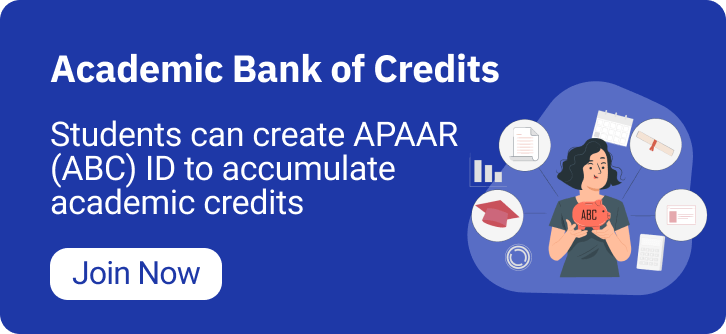 Academic Bank of Credits
Students can create APAAR
(ABC) ID to accumulate
academic credits
ABC
Join Now